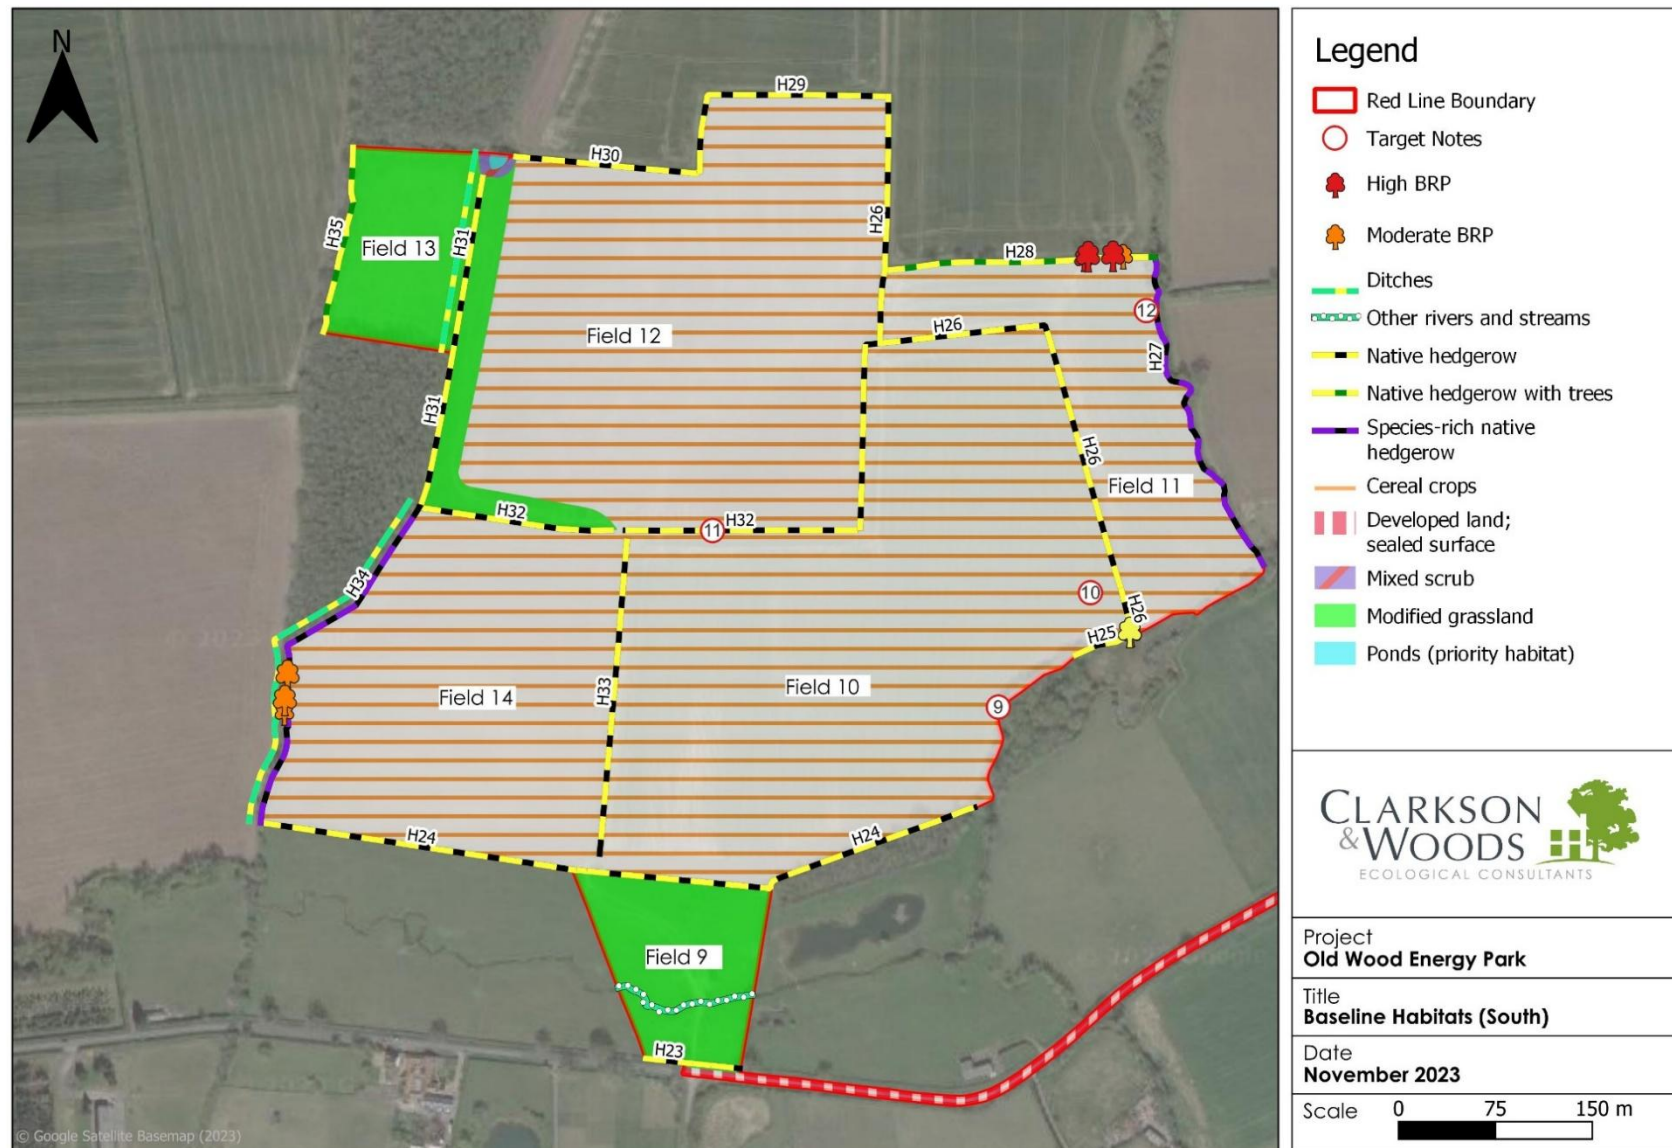 N
H29
H30
H26
H35
Field 13
H31
H28
12
Field 12
H26
H27
H31
H26
Field 11
H32
11
H32
H34
10
H26
H25
H33
Field 14
Field 10
9
H24
H24
Field 9
H23
© Google Satellite Basemap (2023)
Legend
Red Line Boundary
Target Notes
High BRP
Moderate BRP
Ditches
Other rivers and streams
Native hedgerow
Native hedgerow with trees
Species-rich native
hedgerow
Cereal crops
Developed land;
sealed surface
Mixed scrub
Modified grassland
Ponds (priority habitat)
CLARKSON
&WOODS
ECOLOGICAL CONSULTANTS
Project
Old Wood Energy Park
Title
Baseline Habitats (South)
Date
November 2023
Scale 0 75 150 m